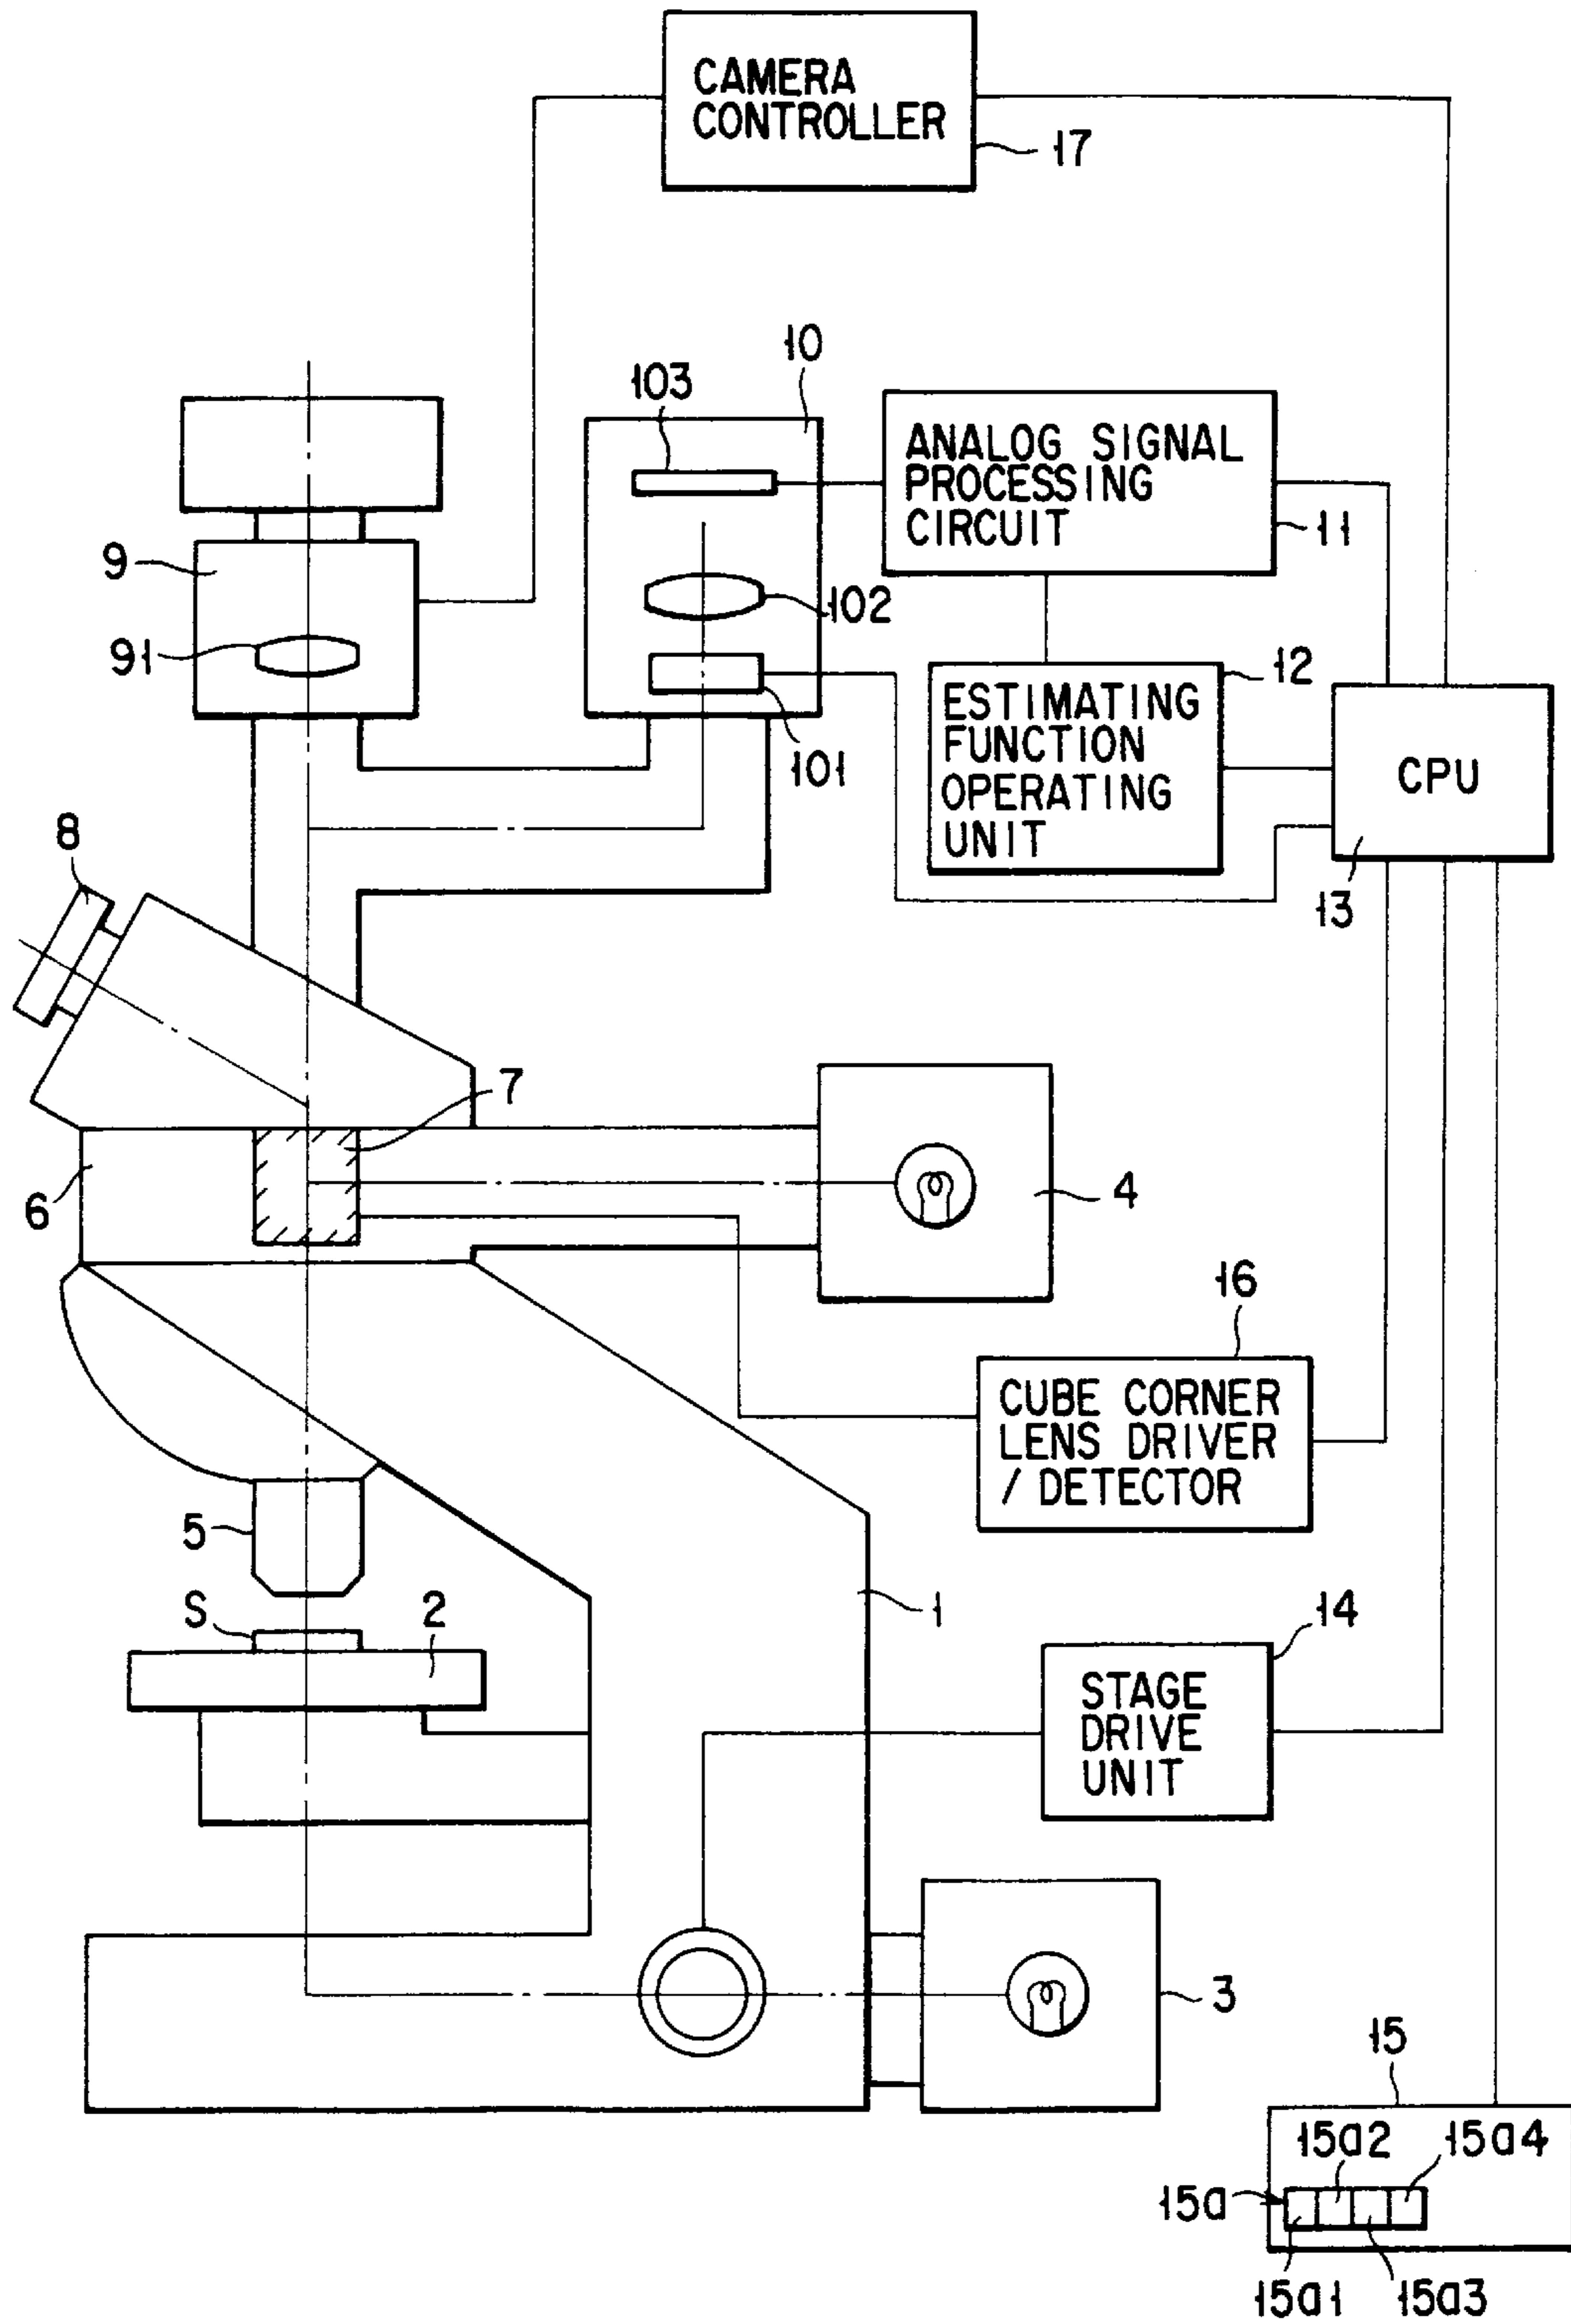 CAMERA
CONTROLLER
17
10
103
ANALOG SIGNAL
PROCESSING
CIRCUIT
11
9
102
91
12
ESTIMATING
FUNCTION
OPERATING
UNIT
101
CPU
8
13
7
6
4
16
CUBE CORNER
LENS DRIVER
/ DETECTOR
5
S
2
1
14
STAGE
DRIVE
UNIT
3
15
15a2
15a4
15a
15a1
15a3